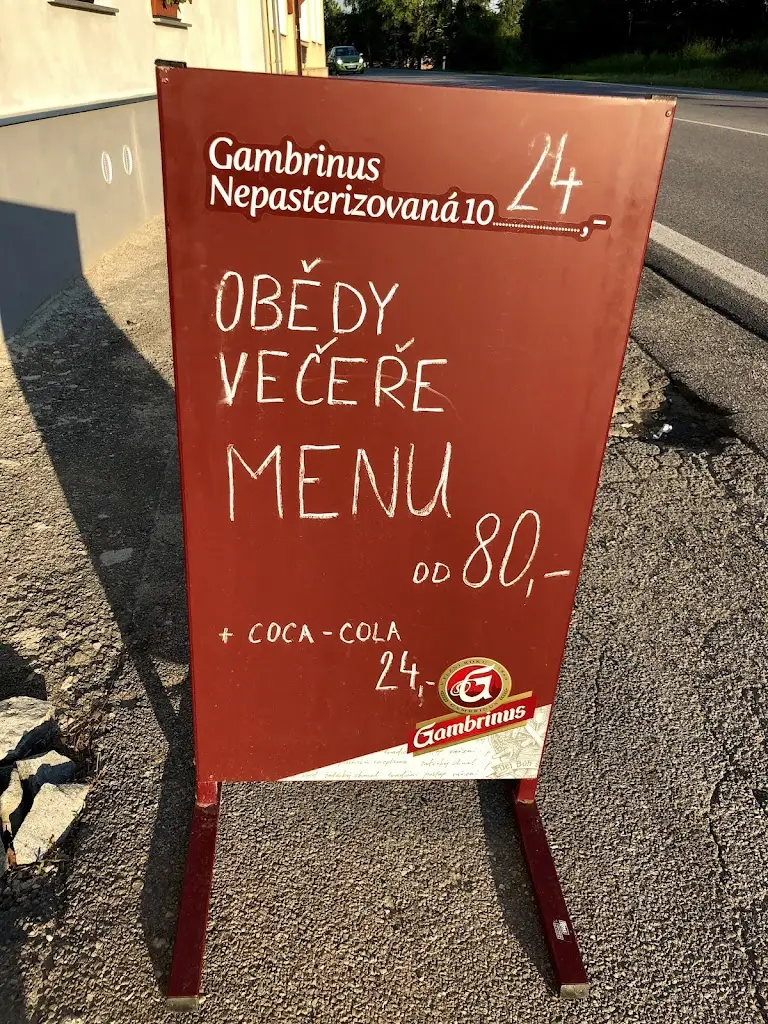 Gambrinus
Nepasterizovaná 10 24,-
OBĚDY
VEČEŘE
MENU
OD 80,-
+ COCA-COLA
24,-
G
Gambrinus